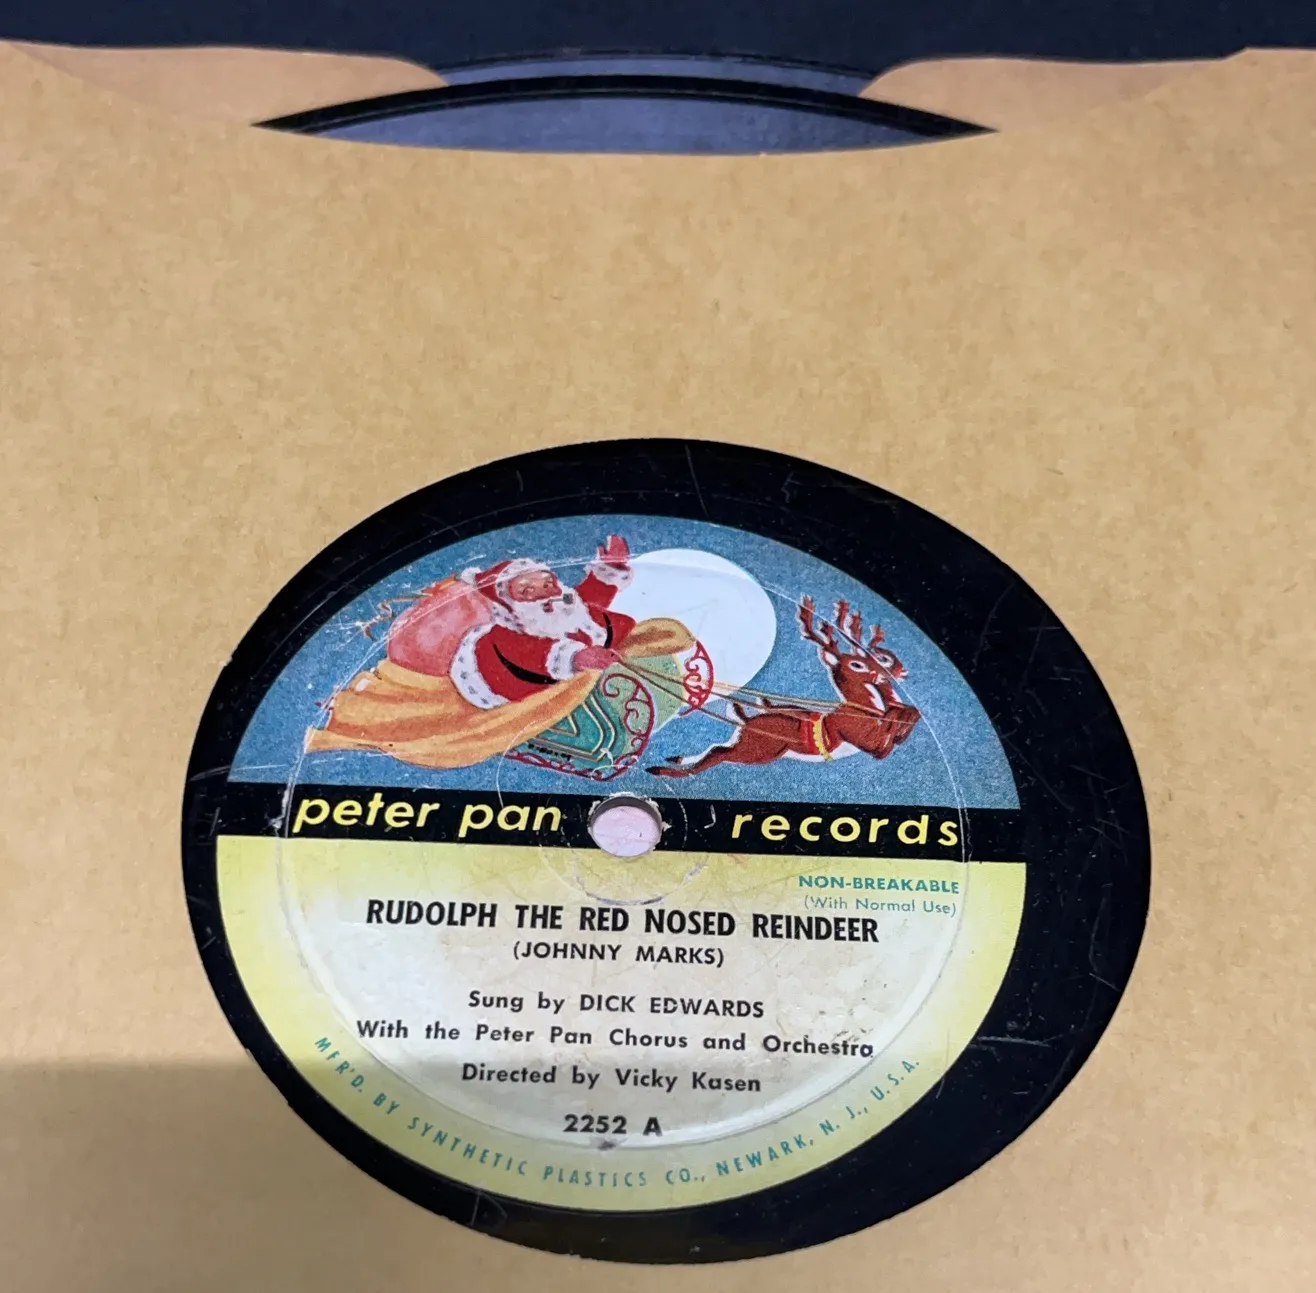 peter pan records
NON-BREAKABLE
(With Normal Use)
RUDOLPH THE RED NOSED REINDEER
(JOHNNY MARKS)
Sung by DICK EDWARDS
With the Peter Pan Chorus and Orchestra
Directed by Vicky Kasen
2252 A
MFR'D. BY SYNTHETIC PLASTICS CO., NEWARK, N. J., U. S. A.